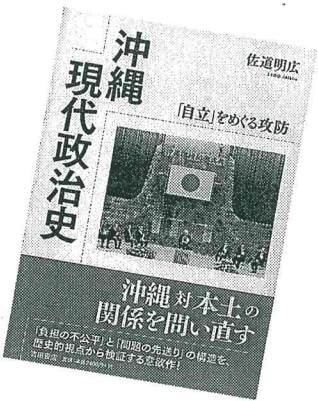 沖縄
現代政治史
佐道明広
「自立」をめぐる攻防
沖縄対本土の
関係を問い直す
「負担の不公平」と「問題の先送り」の構造を、
歴史的視点から検証する意欲作!
吉田書店